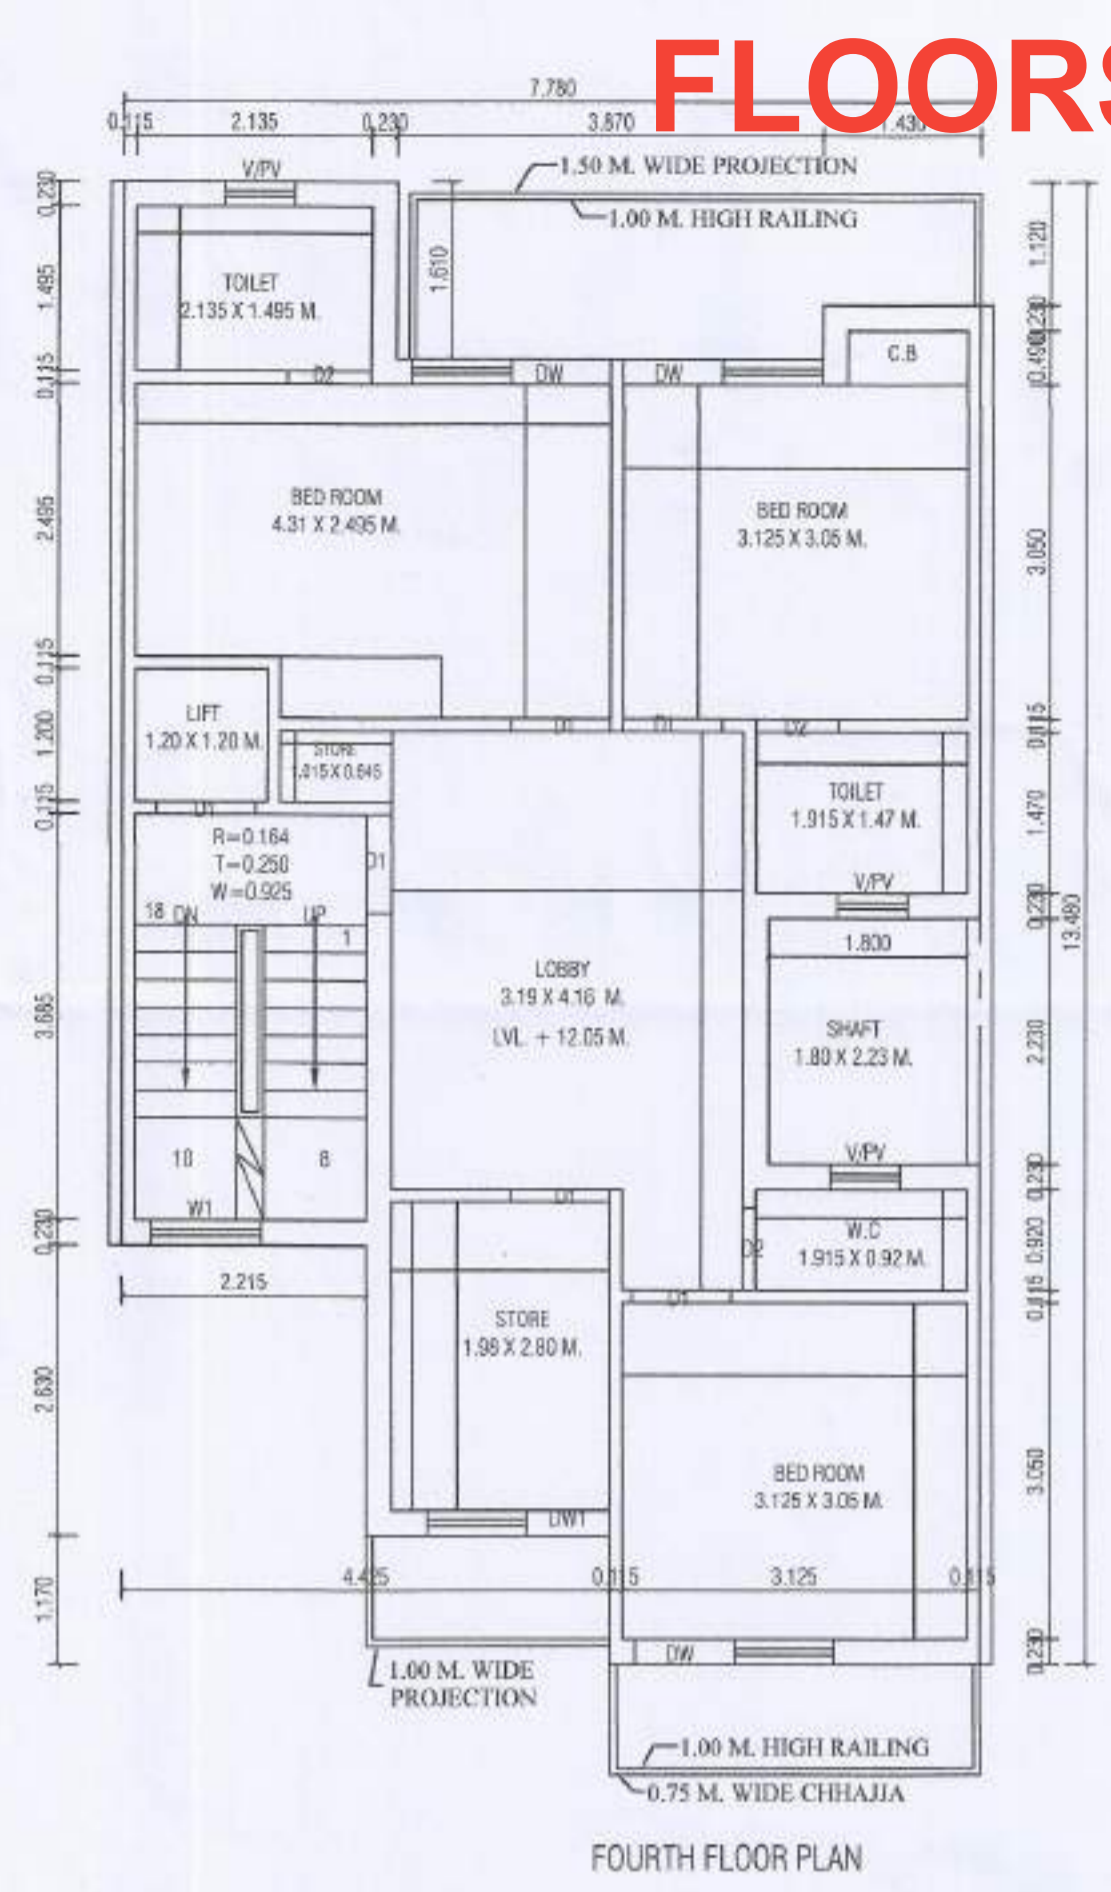 FLOORS
7.780
0.115 2.135 0.230 3.870 1.430
V/PV
1.50 M. WIDE PROJECTION
1.00 M. HIGH RAILING
0.230
1.610
1.120
0.230
1.495
TOILET
2.135 X 1.495 M.
C.B
0.490
0.115
D2
DW
DW
BED ROOM
4.31 X 2.495 M.
BED ROOM
3.125 X 3.05 M.
2.495
3.050
0.115
LIFT
1.20 X 1.20 M.
1.200
D1
D1
D2
0.115
STORE
1.015 X 0.645
TOILET
1.915 X 1.47 M.
1.470
D1
R=0.164
T=0.250
W=0.925
D1
V/PV
18 DN UP
1
0.230
13.480
1.800
LOBBY
3.19 X 4.16 M.
LVL. + 12.05 M.
SHAFT
1.80 X 2.23 M.
2.230
10
8
V/PV
W1
0.230
0.230
D1
W.C
1.915 X 0.92 M.
D2
0.920
2.215
D1
0.115
STORE
1.98 X 2.80 M.
2.630
BED ROOM
3.125 X 3.05 M.
3.050
DW1
0.115 3.125 0.115
1.170
DW
0.230
1.00 M. WIDE
PROJECTION
1.00 M. HIGH RAILING
0.75 M. WIDE CHHAJJA
FOURTH FLOOR PLAN